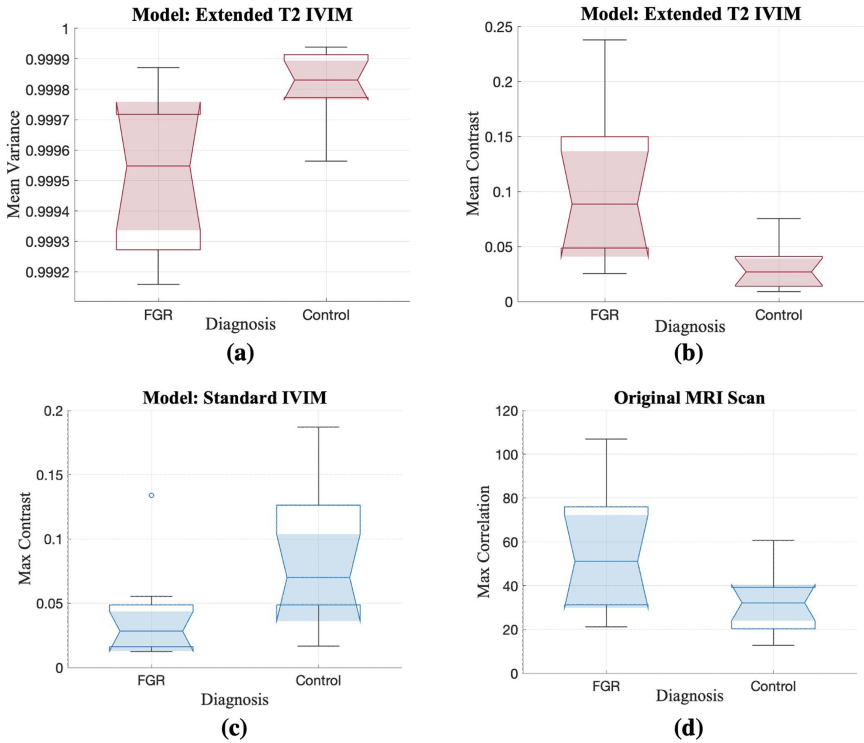 Model: Extended T2 IVIM
1
0.9999
0.9998
0.9997
0.9996
0.9995
0.9994
0.9993
0.9992
Mean Variance
FGR
Control
Diagnosis
(a)
Model: Extended T2 IVIM
0.25
0.2
0.15
0.1
0.05
0
Mean Contrast
FGR
Control
Diagnosis
(b)
Model: Standard IVIM
0.2
0.15
0.1
0.05
0
Max Contrast
FGR
Control
Diagnosis
(c)
Original MRI Scan
120
100
80
60
40
20
0
Max Correlation
FGR
Control
Diagnosis
(d)